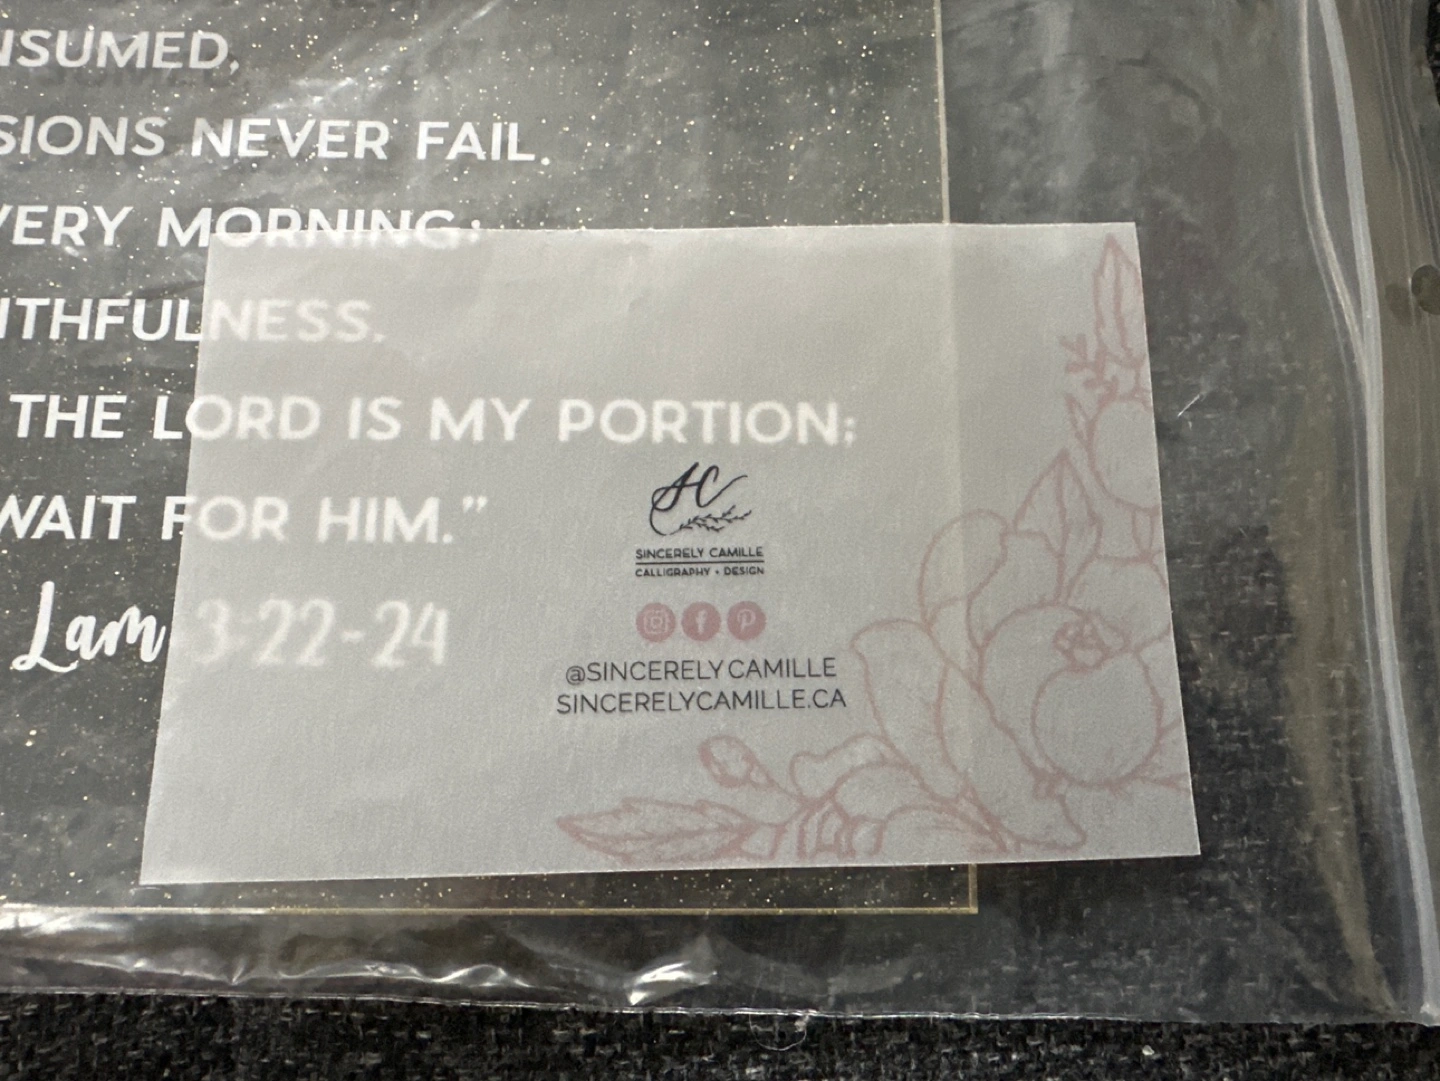 NSUMED,
SIONS NEVER FAIL.
VERY MORNING;
ITHFULNESS.
THE LORD IS MY PORTION;
WAIT FOR HIM.”
Lam 3:22-24
SINCERELY CAMILLE
CALLIGRAPHY • DESIGN
@SINCERELYCAMILLE
SINCERELYCAMILLE.CA